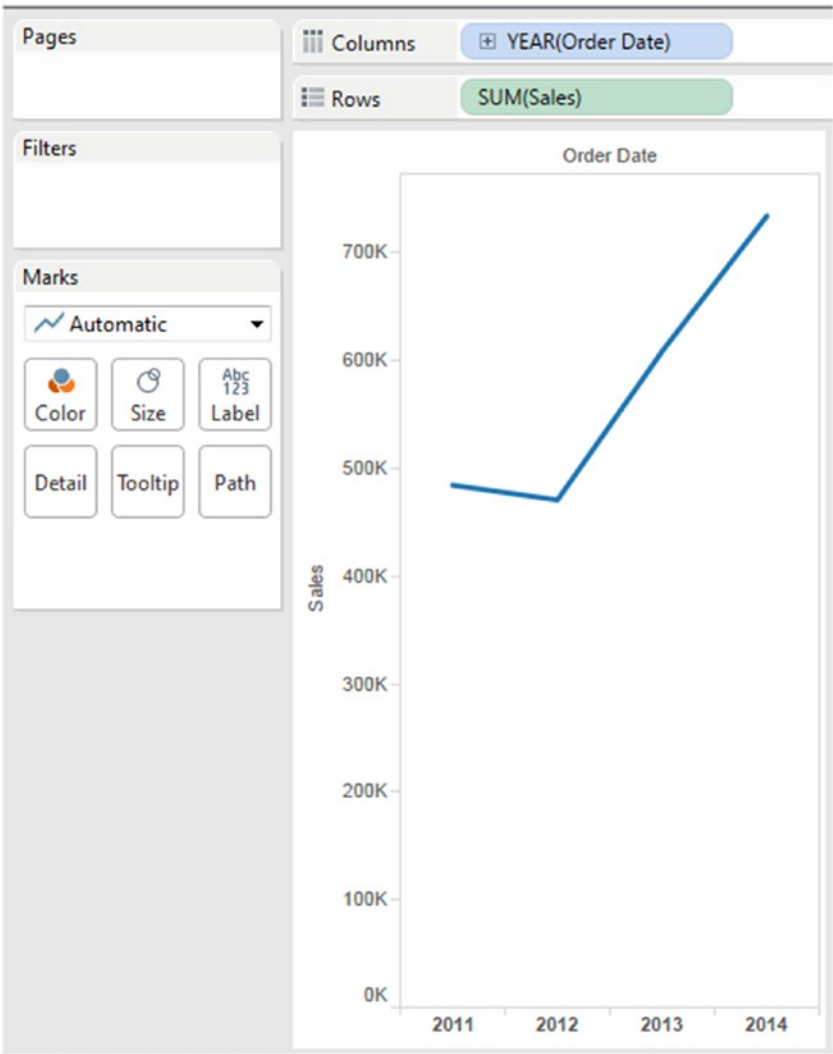 Pages
Columns
YEAR(Order Date)
Rows
SUM(Sales)
Filters
Marks
Automatic
Color
Size
Abc
123
Label
Detail
Tooltip
Path
Order Date
Sales
700K
600K
500K
400K
300K
200K
100K
0K
2011
2012
2013
2014